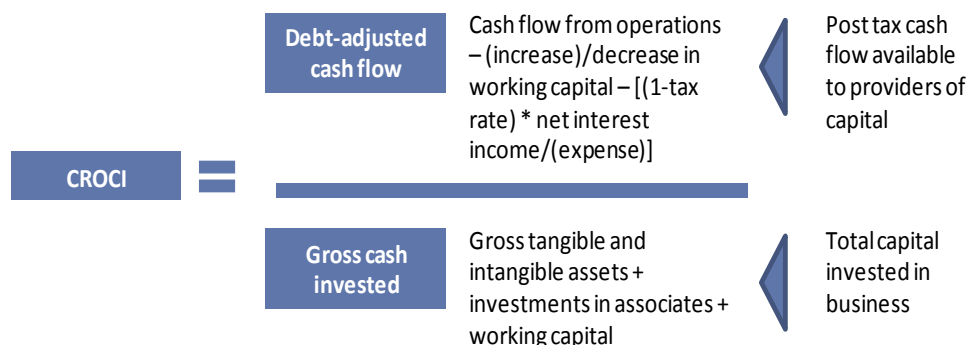 Debt-adjusted
cash flow
Cash flow from operations
– (increase)/decrease in
working capital – [(1-tax
rate) * net interest
income/(expense)]
Post tax cash
flow available
to providers of
capital
CROCI
=
Gross cash
invested
Gross tangible and
intangible assets +
investments in associates +
working capital
Total capital
invested in
business